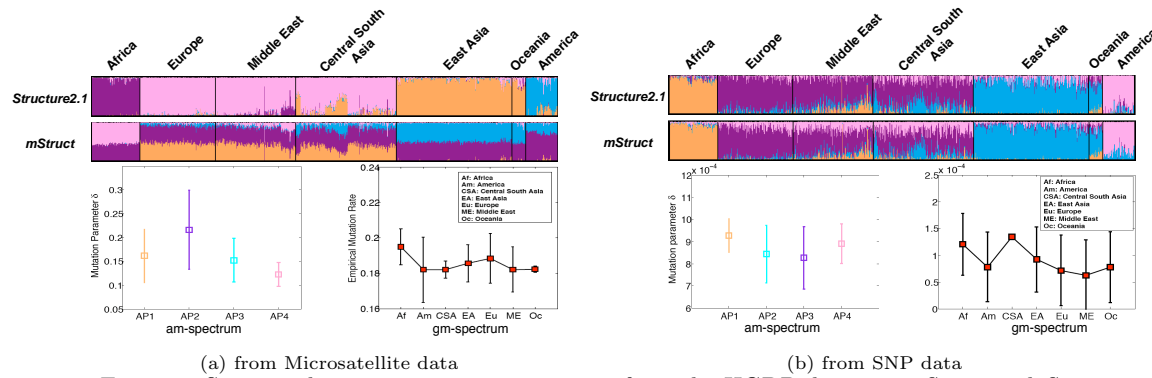 Africa
Europe
Middle East
Central South
Asia
East Asia
Oceania
America
Structure2.1
mStruct
Mutation Parameter δ
0.3
0.25
0.2
0.15
0.1
0.05
AP1 AP2 AP3 AP4
am-spectrum
Empirical Mutation Rate
0.24
0.22
0.2
0.18
0.16
Af: Africa
Am: America
CSA: Central South Asia
EA: East Asia
Eu: Europe
ME: Middle East
Oc: Oceania
Af Am CSA EA Eu ME Oc
gm-spectrum
(a) from Microsatellite data
Africa
Europe
Middle East
Central South
Asia
East Asia
Oceania
America
Structure2.1
mStruct
12 x 10⁻⁴
Mutation parameter δ
11
10
9
8
7
6
AP1 AP2 AP3 AP4
am-spectrum
2.5 x 10⁻⁴
Empirical Mutation Rate
2
1.5
1
0.5
0
Af: Africa
Am: America
CSA: Central South Asia
EA: East Asia
Eu: Europe
ME: Middle East
Oc: Oceania
Af Am CSA EA Eu ME Oc
gm-spectrum
(b) from SNP data